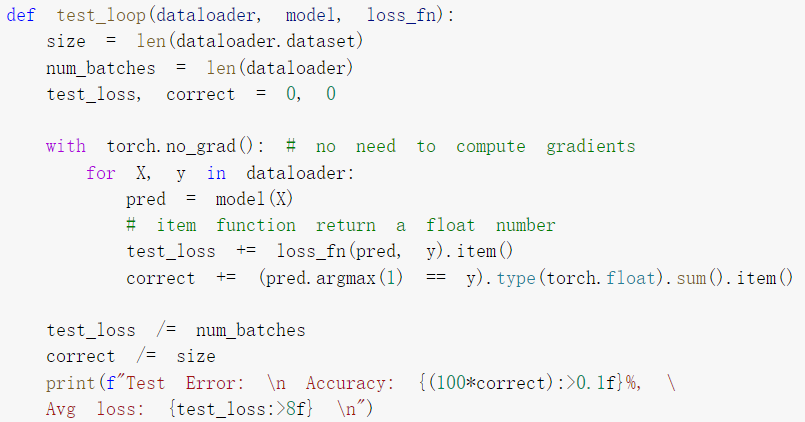 def test_loop(dataloader, model, loss_fn):
    size = len(dataloader.dataset)
    num_batches = len(dataloader)
    test_loss, correct = 0, 0

    with torch.no_grad(): # no need to compute gradients
        for X, y in dataloader:
            pred = model(X)
            # item function return a float number
            test_loss += loss_fn(pred, y).item()
            correct += (pred.argmax(1) == y).type(torch.float).sum().item()

    test_loss /= num_batches
    correct /= size
    print(f"Test Error: \n Accuracy: {(100*correct):>0.1f}%, \
    Avg loss: {test_loss:>8f} \n")